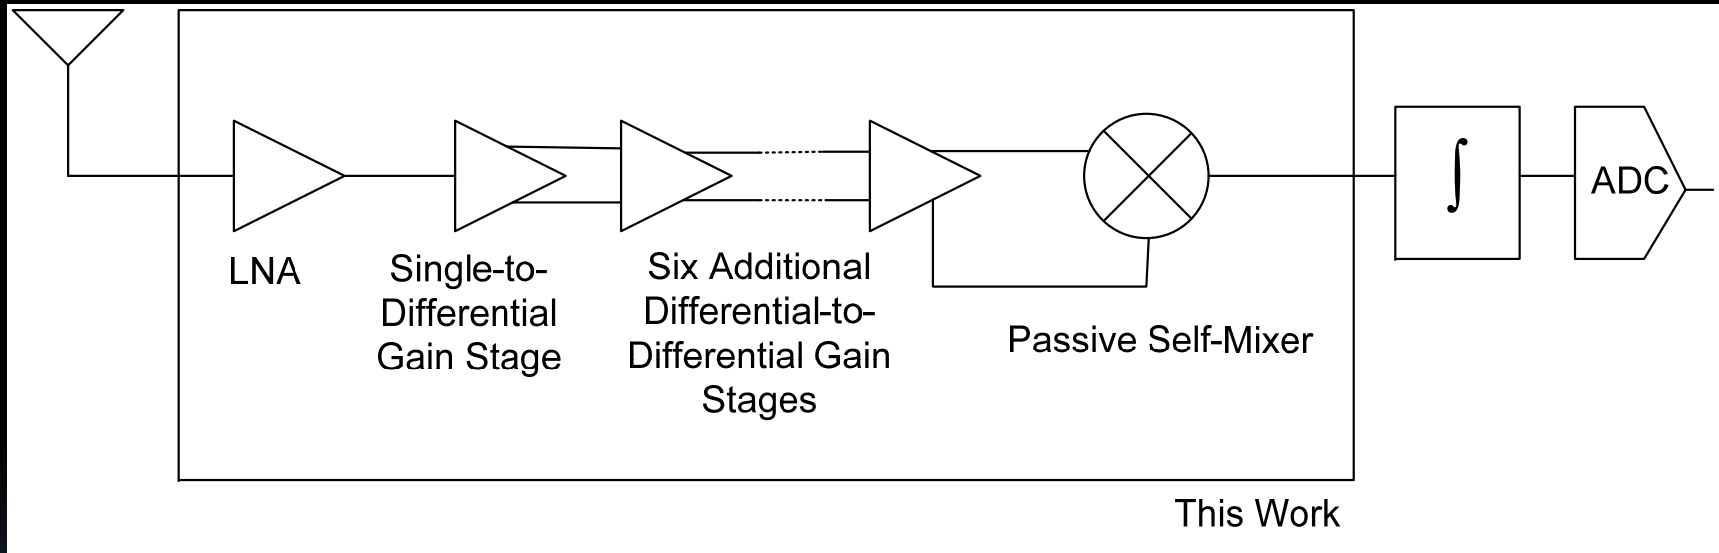 LNA
Single-to-
Differential
Gain Stage
Six Additional
Differential-to-
Differential Gain
Stages
Passive Self-Mixer
∫
ADC
This Work